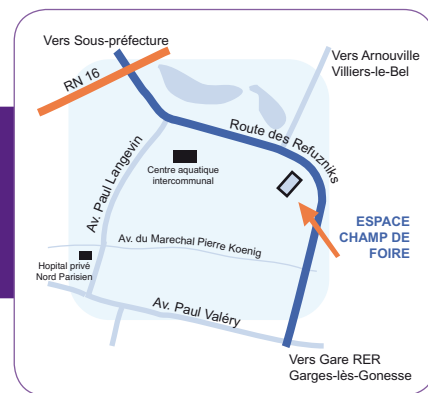 Vers Sous-préfecture
RN 16
Vers Arnouville
Villiers-le-Bel
Route des Refuzniks
Av. Paul Langevin
Centre aquatique
intercommunal
ESPACE
CHAMP DE
FOIRE
Av. du Marechal Pierre Koenig
Hopital privé
Nord Parisien
Av. Paul Valéry
Vers Gare RER
Garges-lès-Gonesse